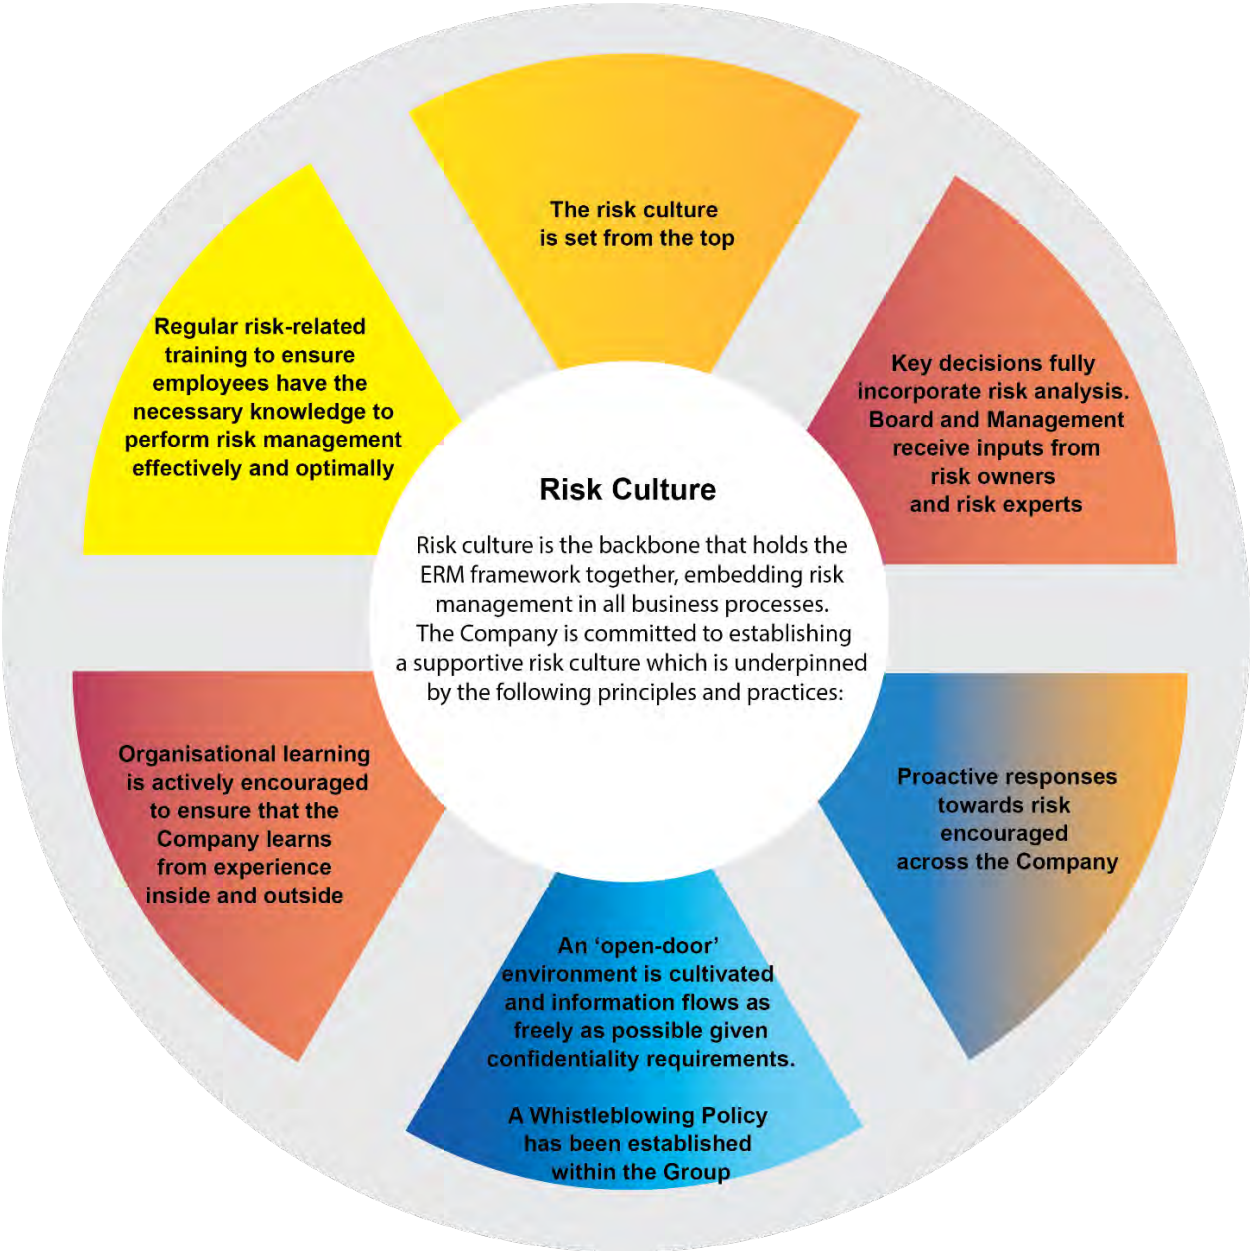 The risk culture
is set from the top
Key decisions fully
incorporate risk analysis.
Board and Management
receive inputs from
risk owners
and risk experts
Proactive responses
towards risk
encouraged
across the Company
An ‘open-door’
environment is cultivated
and information flows as
freely as possible given
confidentiality requirements.
A Whistleblowing Policy
has been established
within the Group
Organisational learning
is actively encouraged
to ensure that the
Company learns
from experience
inside and outside
Regular risk-related
training to ensure
employees have the
necessary knowledge to
perform risk management
effectively and optimally
Risk Culture
Risk culture is the backbone that holds the
ERM framework together, embedding risk
management in all business processes.
The Company is committed to establishing
a supportive risk culture which is underpinned
by the following principles and practices: